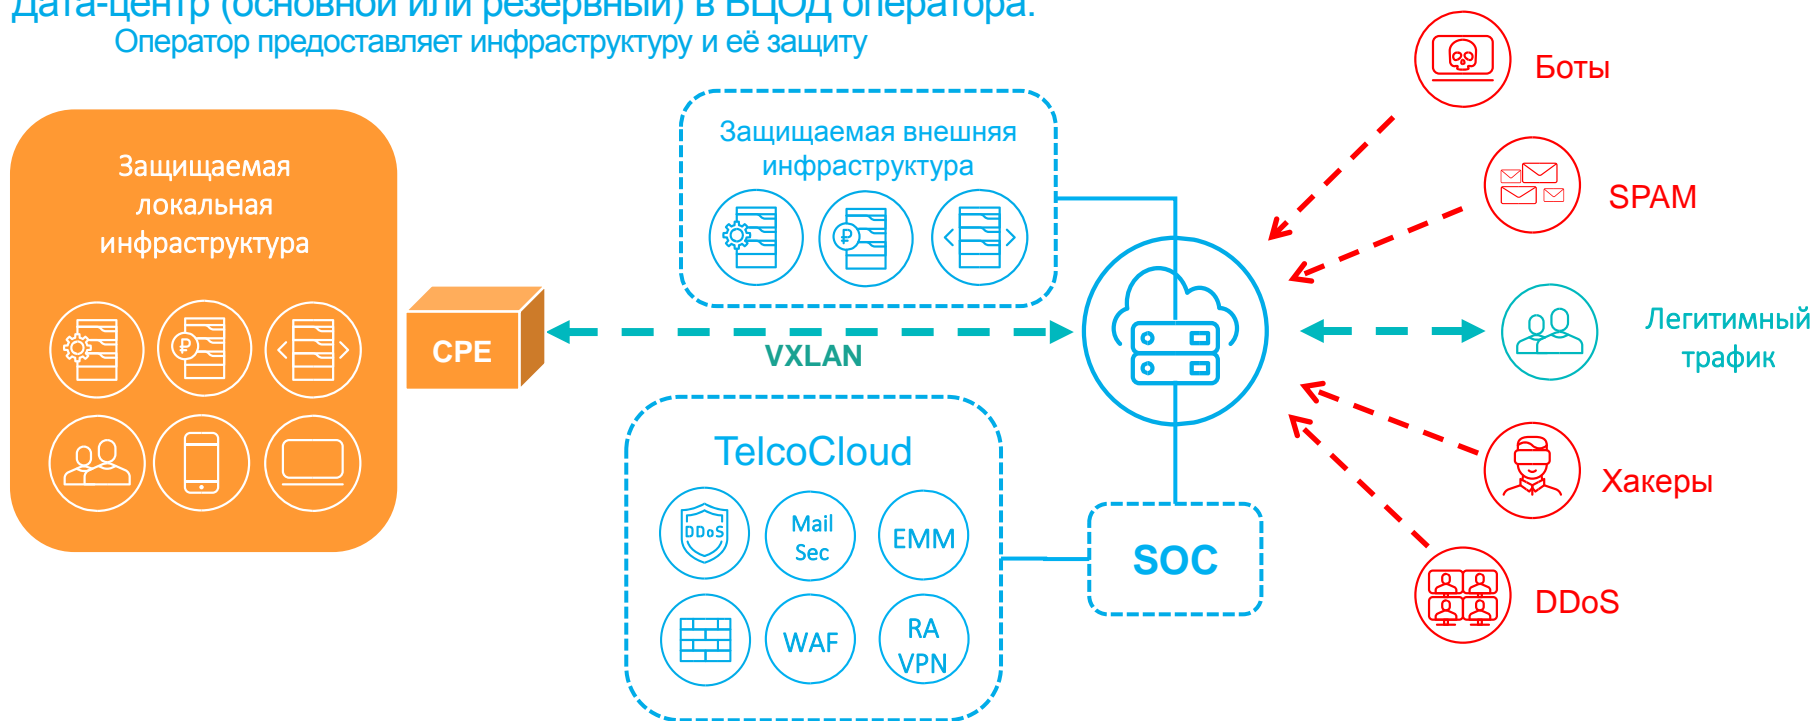 Дата-центр (основной или резервный) в ВЦОД оператора.
Оператор предоставляет инфраструктуру и её защиту
Защищаемая
локальная
инфраструктура
₽
CPE
VXLAN
Защищаемая внешняя
инфраструктура
₽
TelcoCloud
DDoS
Mail
Sec
EMM
WAF
RA
VPN
SOC
Боты
SPAM
Легитимный
трафик
Хакеры
DDoS